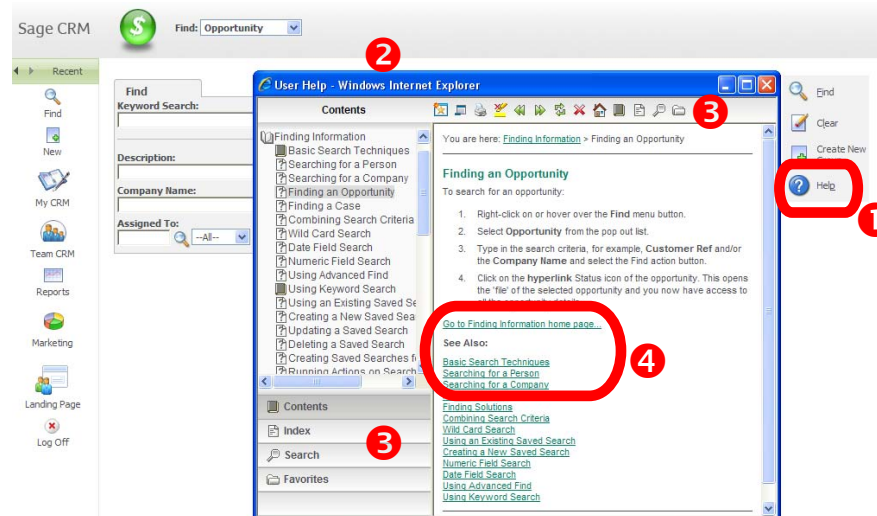 Sage CRM
Find: Opportunity
Recent
Find
New
My CRM
Team CRM
Reports
Marketing
Landing Page
Log Off
Find
Keyword Search:
Description:
Company Name:
Assigned To:
--All--
2
User Help - Windows Internet Explorer
Contents
3
Finding Information
Basic Search Techniques
Searching for a Person
Searching for a Company
Finding an Opportunity
Finding a Case
Combining Search Criteria
Wild Card Search
Date Field Search
Numeric Field Search
Using Advanced Find
Using Keyword Search
Using an Existing Saved Se
Creating a New Saved Sea
Updating a Saved Search
Deleting a Saved Search
Creating Saved Searches f
Running Actions on Search
Contents
Index
Search
Favorites
3
You are here: Finding Information > Finding an Opportunity
Finding an Opportunity
To search for an opportunity:
1. Right-click on or hover over the Find menu button.
2. Select Opportunity from the pop out list.
3. Type in the search criteria, for example, Customer Ref and/or
the Company Name and select the Find action button.
4. Click on the hyperlink Status icon of the opportunity. This opens
the 'file' of the selected opportunity and you now have access to
all the opportunity details.
Go to Finding Information home page...
See Also:
Basic Search Techniques
Searching for a Person
Searching for a Company
4
Finding Solutions
Combining Search Criteria
Wild Card Search
Using an Existing Saved Search
Creating a New Saved Search
Numeric Field Search
Date Field Search
Using Advanced Find
Using Keyword Search
Find
Clear
Create New
Help
1